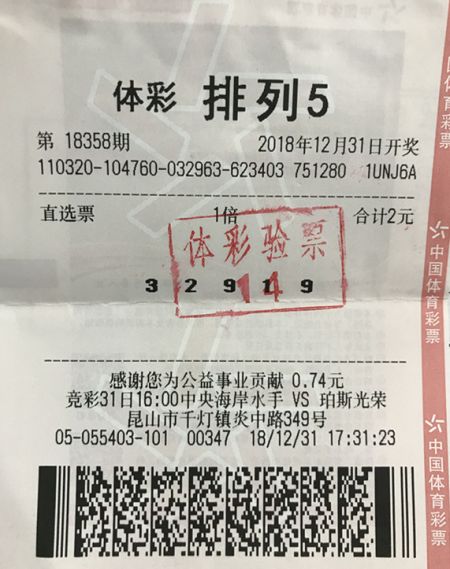 体彩 排列5
第 18358期 2018年12月31日开奖
110320-104760-032963-623403 751280 1UNJ6A
直选票 1倍 合计2元
体彩验票
14
3 2 9 1 9
感谢您为公益事业贡献 0.74元
竞彩31日16:00中央海岸水手 VS 珀斯光荣
昆山市千灯镇炎中路349号
05-055403-101 00347 18/12/31 17:31:23
中国体育彩票
中国体育彩票
中国体育彩票